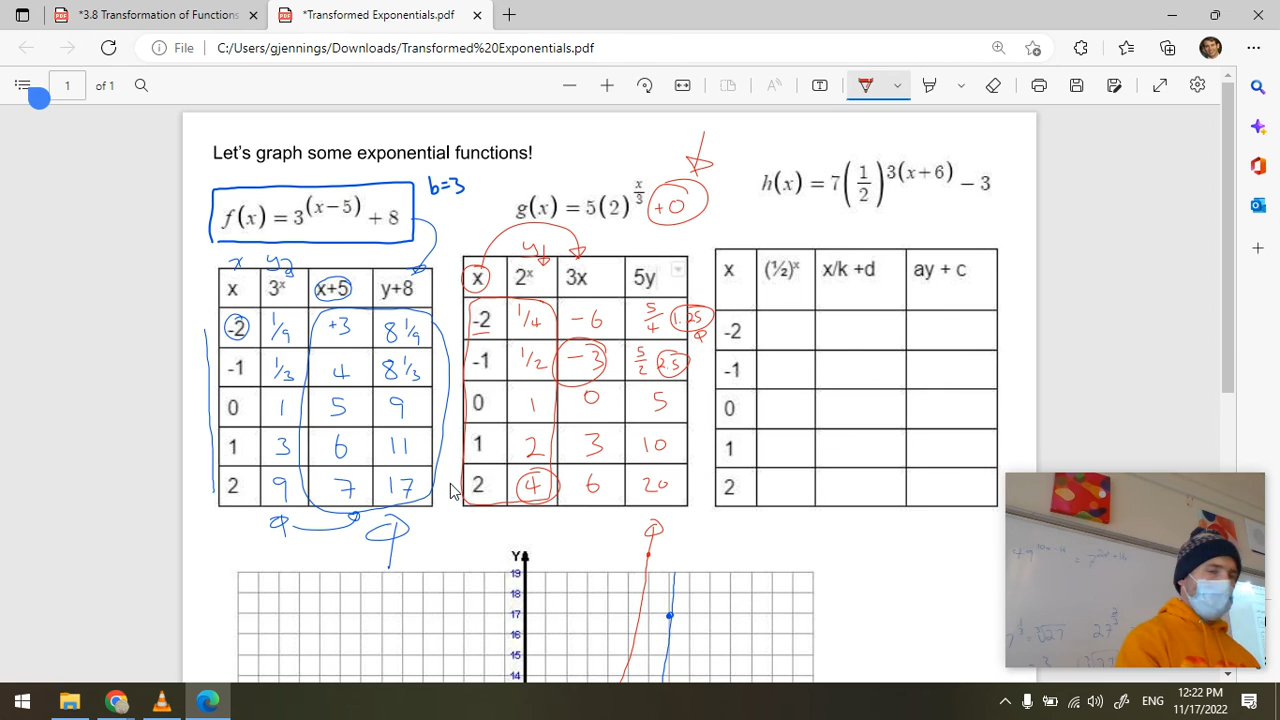 *3.8 Transformation of Functions
*Transformed Exponentials.pdf
File
C:/Users/gjennings/Downloads/Transformed%20Exponentials.pdf
1 of 1
Let's graph some exponential functions!
f(x) = 3^(x−5) + 8
b=3
g(x) = 5(2)^(x/3) +0
h(x) = 7(1/2)^3(x+6) − 3
x y
x 3ˣ x+5 y+8
-2 1/9 +3 8 1/9
-1 1/3 4 8 1/3
0 1 5 9
1 3 6 11
2 9 7 17
y
x 2ˣ 3x 5y
-2 1/4 -6 5/4 1.25
-1 1/2 -3 5/2 2.5
0 1 0 5
1 2 3 10
2 4 6 20
x (½)ˣ x/k +d ay + c
-2
-1
0
1
2
Y
19
18
17
16
15
14
ENG
12:22 PM
11/17/2022